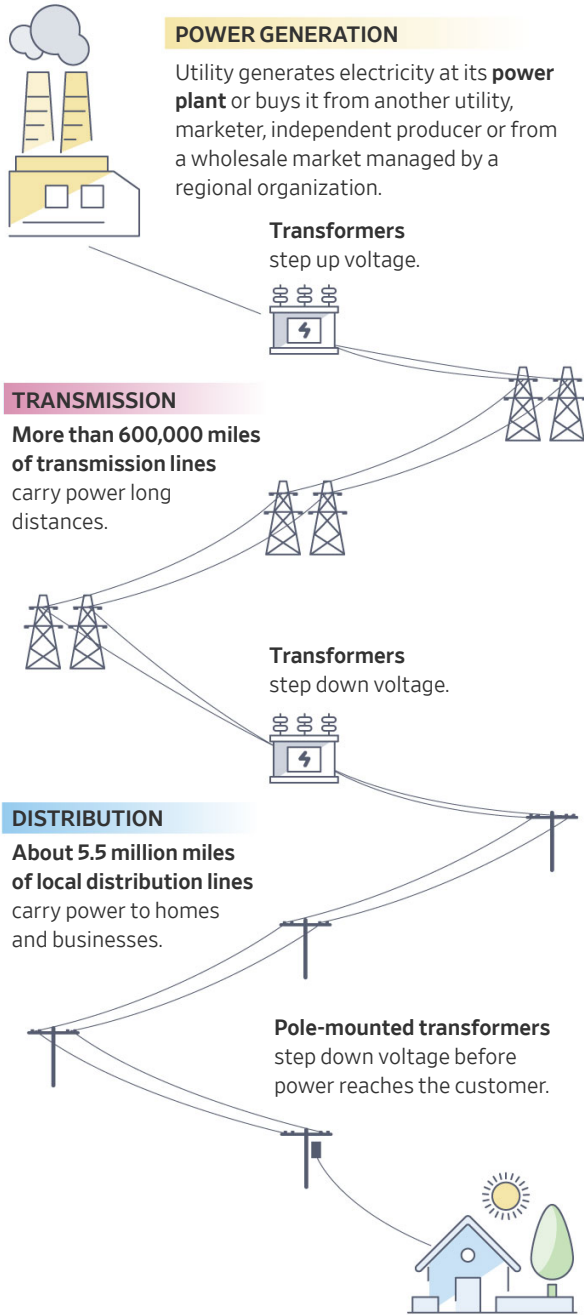 POWER GENERATION
Utility generates electricity at its power
plant or buys it from another utility,
marketer, independent producer or from
a wholesale market managed by a
regional organization.
Transformers
step up voltage.
TRANSMISSION
More than 600,000 miles
of transmission lines
carry power long
distances.
Transformers
step down voltage.
DISTRIBUTION
About 5.5 million miles
of local distribution lines
carry power to homes
and businesses.
Pole-mounted transformers
step down voltage before
power reaches the customer.